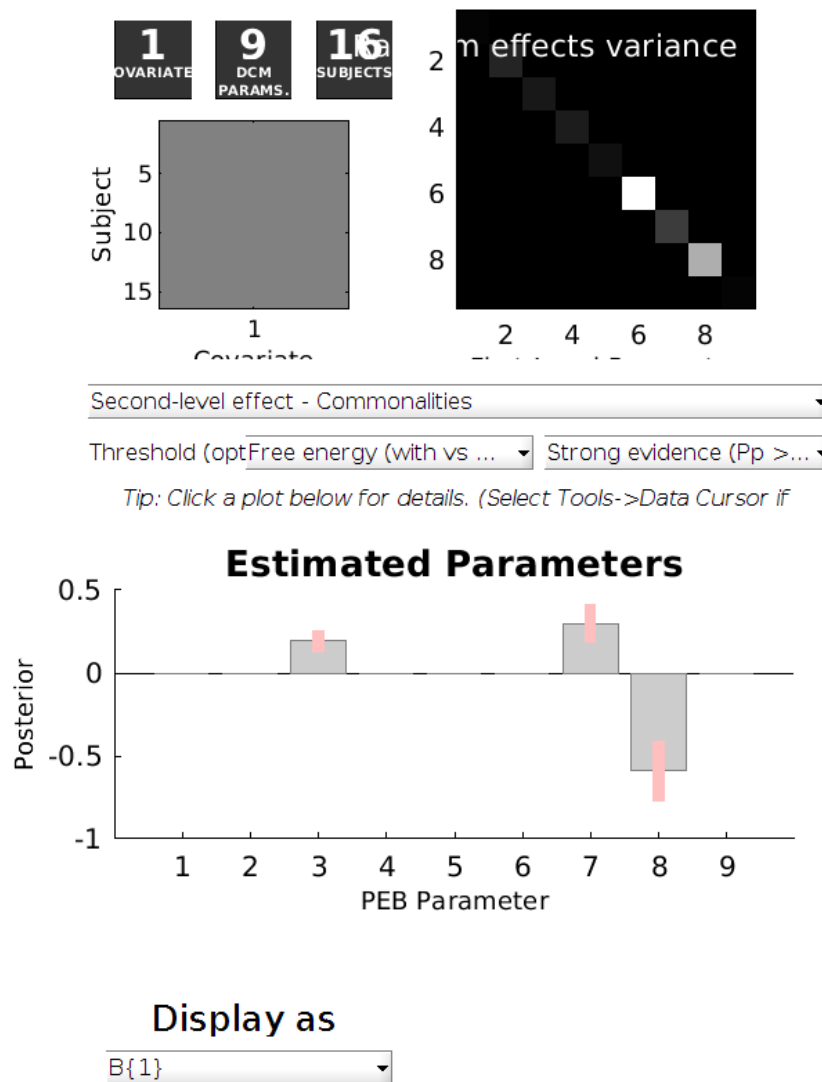 1
OVARIATE
9
DCM
PARAMS.
16
SUBJECTS
m effects variance
2
4
6
8
2 4 6 8
Subject
5
10
15
1
Covariate
Second-level effect - Commonalities
Threshold (opt
Free energy (with vs ...
Strong evidence (Pp >...
Tip: Click a plot below for details. (Select Tools->Data Cursor if
Estimated Parameters
Posterior
0.5
0
-0.5
-1
1 2 3 4 5 6 7 8 9
PEB Parameter
Display as
B{1}